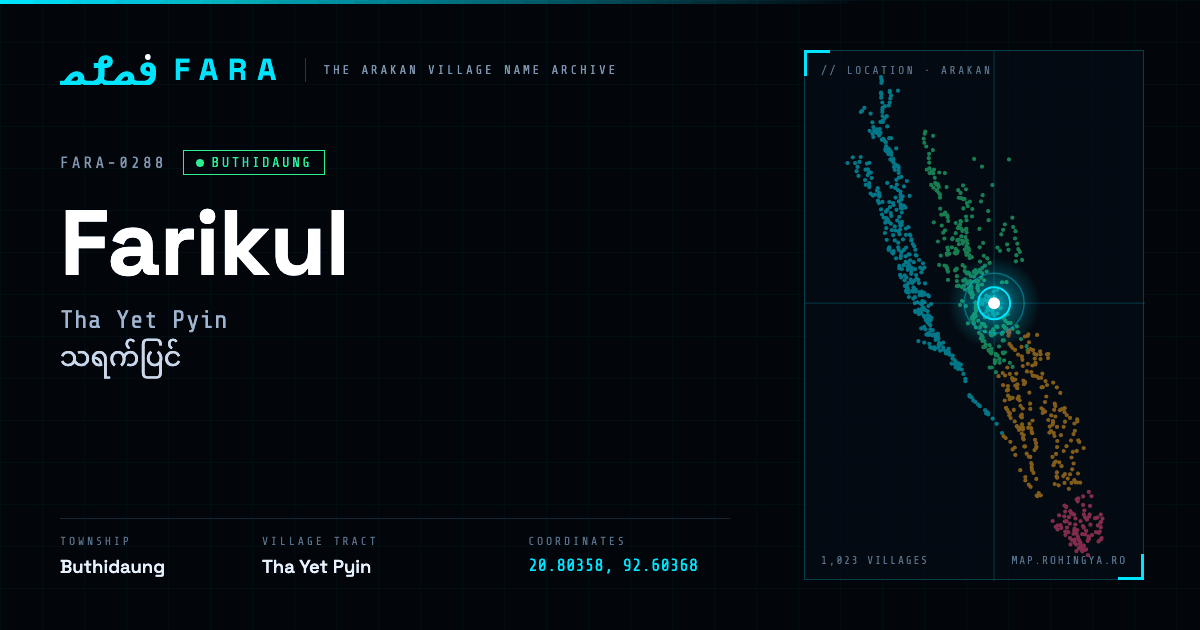 FARA
THE ARAKAN VILLAGE NAME ARCHIVE
FARA-0288
BUTHIDAUNG
Farikul
Tha Yet Pyin
သရက်ပြင်
TOWNSHIP
Buthidaung
VILLAGE TRACT
Tha Yet Pyin
COORDINATES
20.80358, 92.60368
// LOCATION · ARAKAN
1,023 VILLAGES
MAP.ROHINGYA.RO